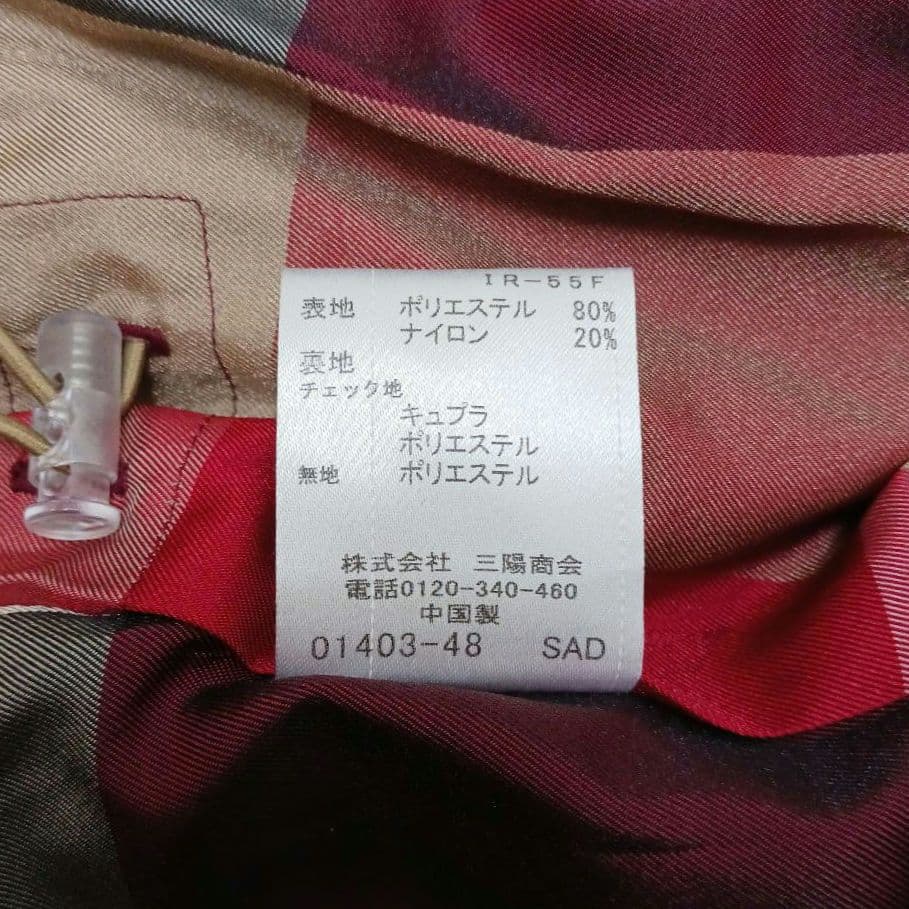 IR-55F
表地 ポリエステル 80%
ナイロン 20%
裏地
チェック地
キュプラ
ポリエステル
無地 ポリエステル
株式会社 三陽商会
電話0120-340-460
中国製
01403-48 SAD